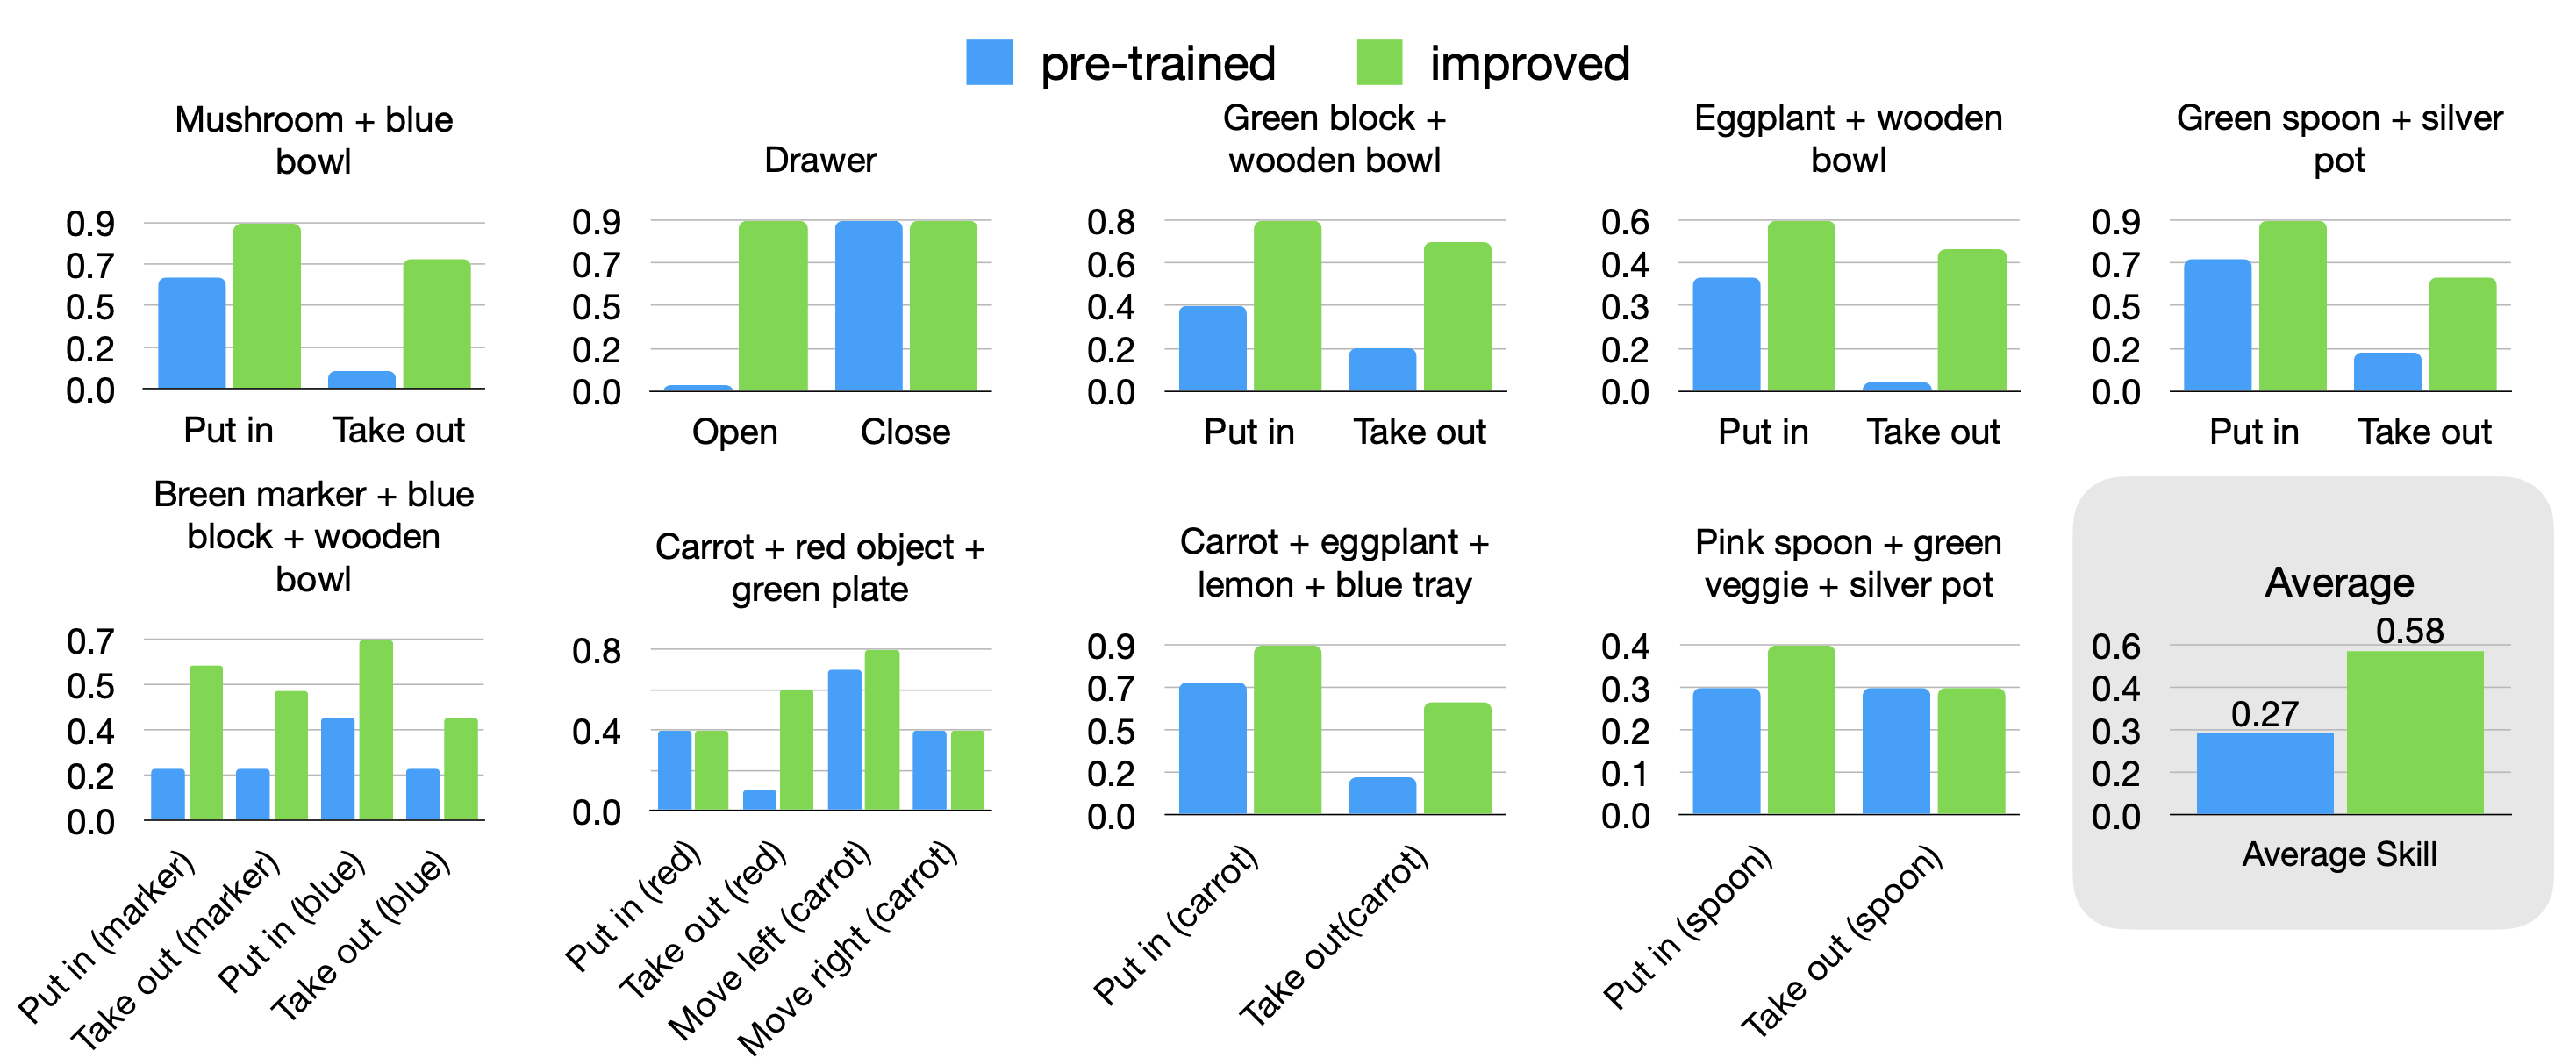 pre-trained
improved
Mushroom + blue
bowl
0.9
0.7
0.5
0.2
0.0
Put in
Take out
Drawer
0.9
0.7
0.5
0.2
0.0
Open
Close
Green block +
wooden bowl
0.8
0.6
0.4
0.2
0.0
Put in
Take out
Eggplant + wooden
bowl
0.6
0.4
0.3
0.2
0.0
Put in
Take out
Green spoon + silver
pot
0.9
0.7
0.5
0.2
0.0
Put in
Take out
Breen marker + blue
block + wooden
bowl
0.7
0.5
0.4
0.2
0.0
Put in (marker)
Take out (marker)
Put in (blue)
Take out (blue)
Carrot + red object +
green plate
0.8
0.4
0.0
Put in (red)
Take out (red)
Move left (carrot)
Move right (carrot)
Carrot + eggplant +
lemon + blue tray
0.9
0.7
0.5
0.2
0.0
Put in (carrot)
Take out(carrot)
Pink spoon + green
veggie + silver pot
0.4
0.3
0.2
0.1
0.0
Put in (spoon)
Take out (spoon)
Average
0.6
0.4
0.3
0.2
0.0
0.27
0.58
Average Skill